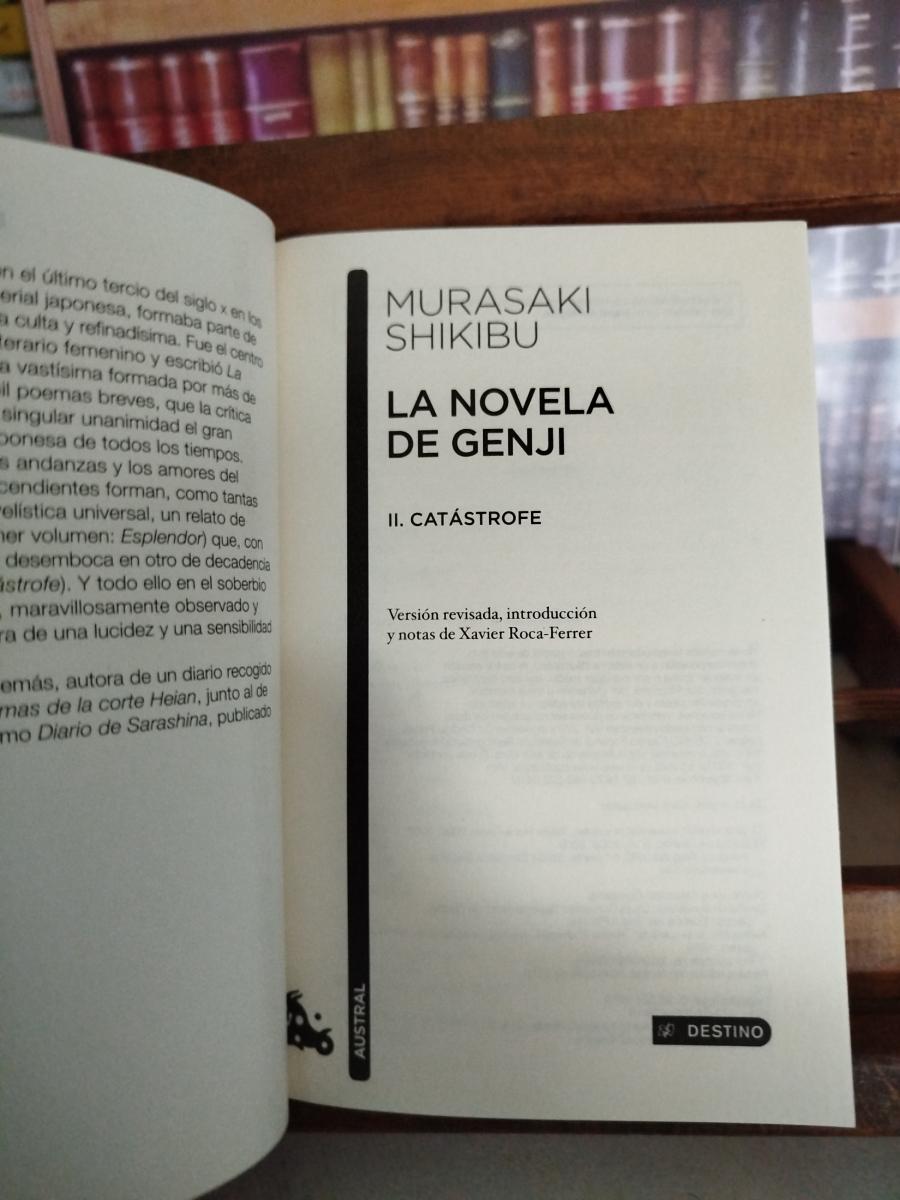 n el último tercio del siglo X en los
erial japonesa, formaba parte de
a culta y refinadísima. Fue el centro
terario femenino y escribió La
a vastísima formada por más de
il poemas breves, que la crítica
singular unanimidad el gran
ponesa de todos los tiempos.
s andanzas y los amores del
cendientes forman, como tantas
velística universal, un relato de
mer volumen: Esplendor) que, con
desemboca en otro de decadencia
ástrofe). Y todo ello en el soberbio
, maravillosamente observado y
ra de una lucidez y una sensibilidad
emás, autora de un diario recogido
mas de la corte Heian, junto al de
mo Diario de Sarashina, publicado
MURASAKI
SHIKIBU
LA NOVELA
DE GENJI
II. CATÁSTROFE
Versión revisada, introducción
y notas de Xavier Roca-Ferrer
AUSTRAL
DESTINO